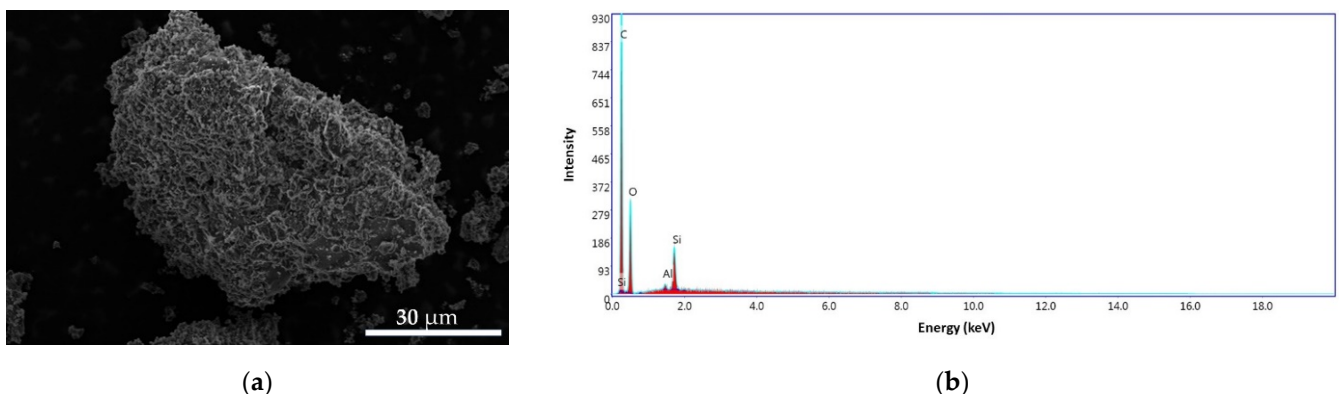 30 μm
930
837
744
651
558
465
372
279
186
93
0
Intensity
C
O
Si
Al
Si
0.0 2.0 4.0 6.0 8.0 10.0 12.0 14.0 16.0 18.0
Energy (keV)
(a) (b)